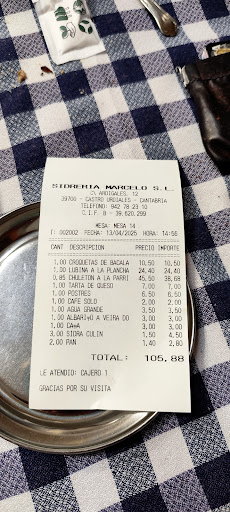 SIDRERIA MARCELO S.L.
C\ ARDIGALES, 12
39700 - CASTRO URDIALES - CANTABRIA
TELEFONO: 942 78 23 10
C.I.F. B - 39.620.299
MESA: MESA 14
T: 002002 FECHA: 13/04/2025 HORA: 14:56
CANT DESCRIPCION PRECIO IMPORTE
1,00 CROQUETAS DE BACALA 10,50 10,50
1,00 LUBINA A LA PLANCHA 24,40 24,40
0,85 CHULETON A LA PARRI 45,50 38,68
1,00 TARTA DE QUESO 7,00 7,00
1,00 POSTRES 6,50 6,50
1,00 CAFE SOLO 2,00 2,00
1,00 AGUA GRANDE 3,50 3,50
1,00 ALBARI+O A VEIRA DO 3,00 3,00
1,00 CA+A 3,00 3,00
3,00 SIDRA CULIN 1,50 4,50
2,00 PAN 1,40 2,80
TOTAL: 105,88
LE ATENDIO: CAJERO 1
GRACIAS POR SU VISITA